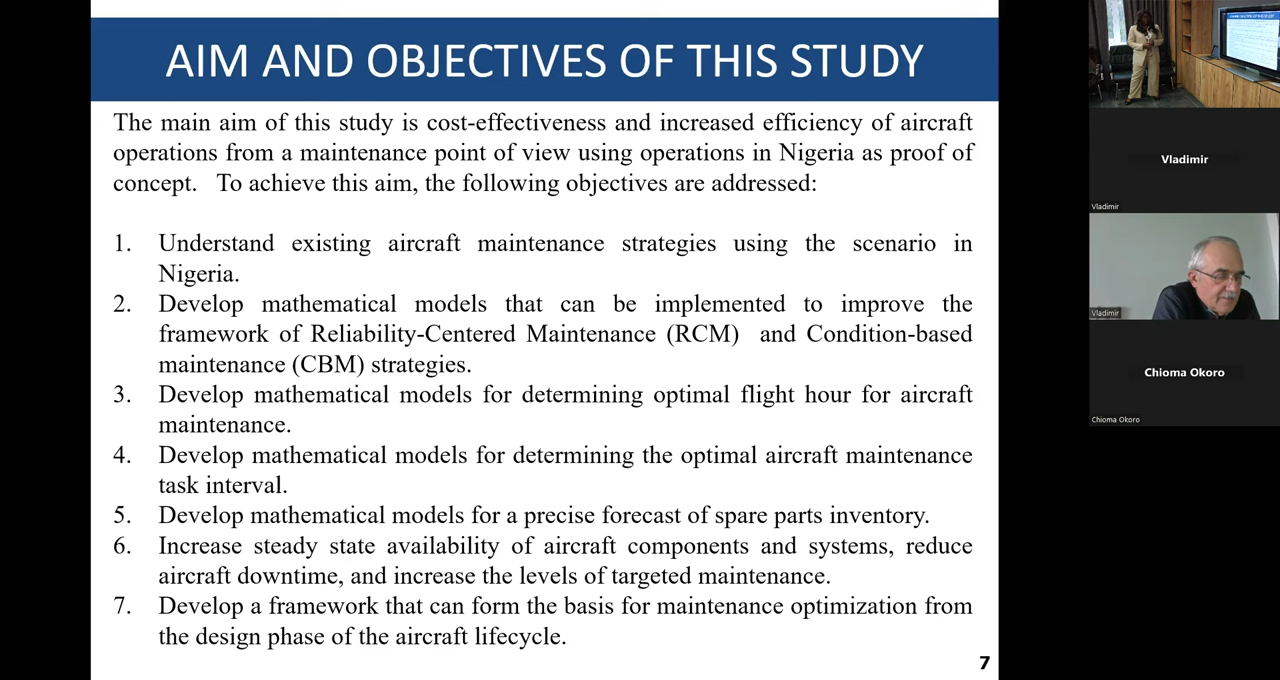 AIM AND OBJECTIVES OF THIS STUDY
The main aim of this study is cost-effectiveness and increased efficiency of aircraft
operations from a maintenance point of view using operations in Nigeria as proof of
concept. To achieve this aim, the following objectives are addressed:
1. Understand existing aircraft maintenance strategies using the scenario in
Nigeria.
2. Develop mathematical models that can be implemented to improve the
framework of Reliability-Centered Maintenance (RCM) and Condition-based
maintenance (CBM) strategies.
3. Develop mathematical models for determining optimal flight hour for aircraft
maintenance.
4. Develop mathematical models for determining the optimal aircraft maintenance
task interval.
5. Develop mathematical models for a precise forecast of spare parts inventory.
6. Increase steady state availability of aircraft components and systems, reduce
aircraft downtime, and increase the levels of targeted maintenance.
7. Develop a framework that can form the basis for maintenance optimization from
the design phase of the aircraft lifecycle.
7
Vladimir
Vladimir
Vladimir
Chioma Okoro
Chioma Okoro